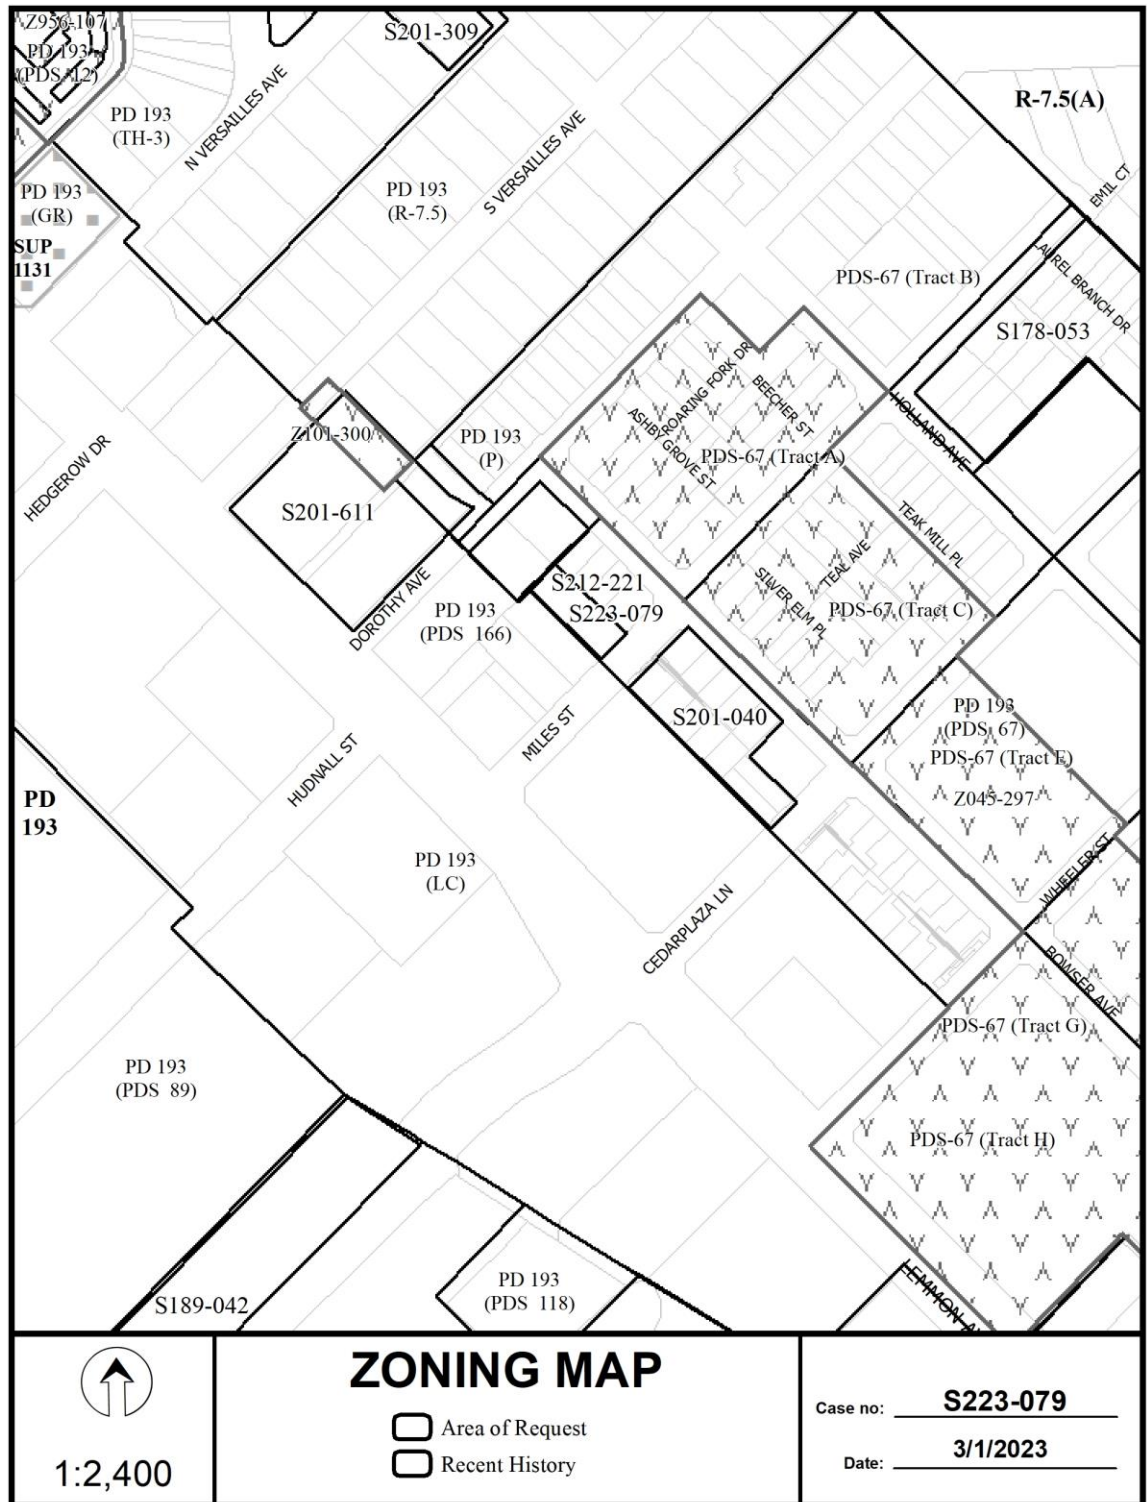 Z956-107
PD 193
(PDS 12)
S201-309
PD 193
(TH-3)
N VERSAILLES AVE
S VERSAILLES AVE
R-7.5(A)
EMIL CT
PD 193
(GR)
PD 193
(R-7.5)
SUP
1131
LAUREL BRANCH DR
PDS-67 (Tract B)
S178-053
ROARING FORK DR
BEECHER ST
ASHBY GROVE ST
HOLLAND AVE
Z101-300
PD 193
(P)
PDS-67 (Tract A)
HEDGEROW DR
S201-611
TEAK MILL PL
TEAL AVE
SILVER ELM PL
S212-221
S223-079
DOROTHY AVE
PD 193
(PDS 166)
PDS-67 (Tract C)
S201-040
MILES ST
PD 193
(PDS 67)
PDS-67 (Tract E)
Z045-297
HUDNALL ST
PD
193
PD 193
(LC)
WHEELER ST
CEDARPLAZA LN
BOWSER AVE
PDS-67 (Tract G)
PD 193
(PDS 89)
PDS-67 (Tract H)
S189-042
PD 193
(PDS 118)
LEMMON
1:2,400
ZONING MAP
Area of Request
Recent History
Case no: S223-079
Date: 3/1/2023